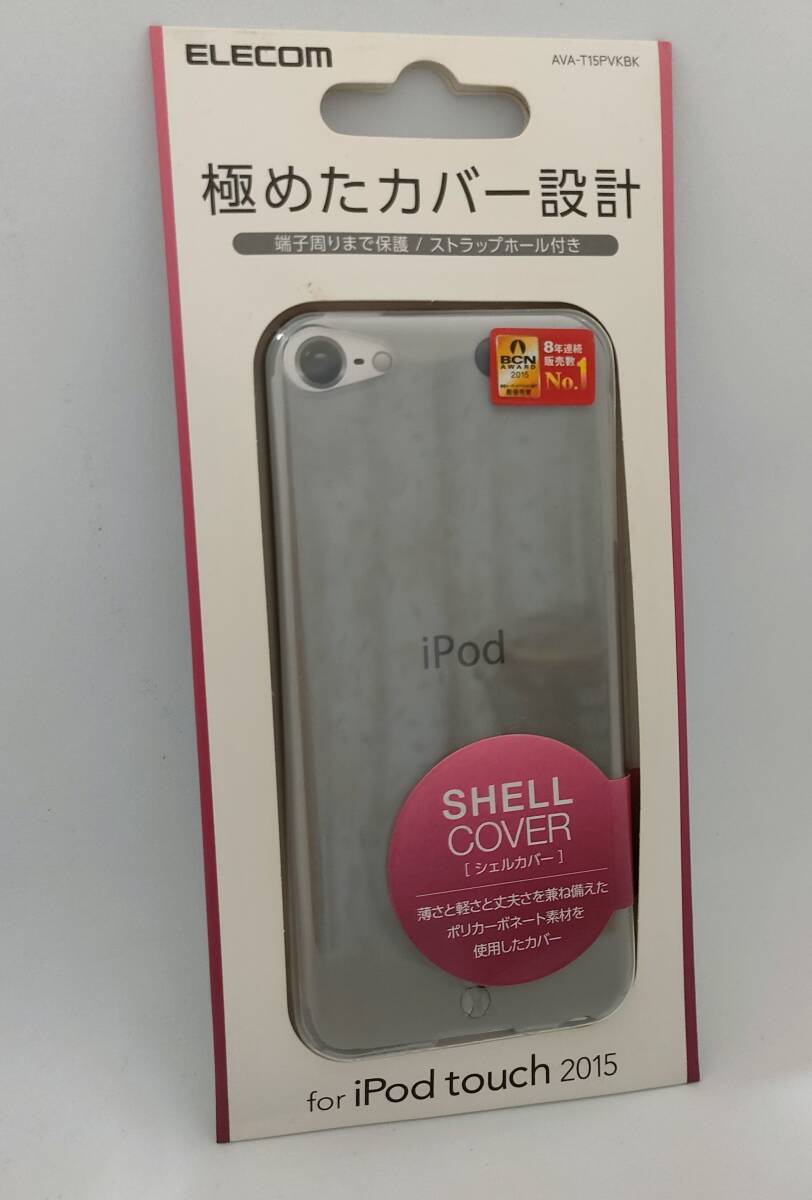 ELECOM
AVA-T15PVKBK
極めたカバー設計
端子周りまで保護 / ストラップホール付き
BCN
AWARD
2015
8年連続
販売数
No.1
iPod
SHELL
COVER
[ シェルカバー ]
薄さと軽さと丈夫さを兼ね備えた
ポリカーボネート素材を
使用したカバー
for iPod touch 2015